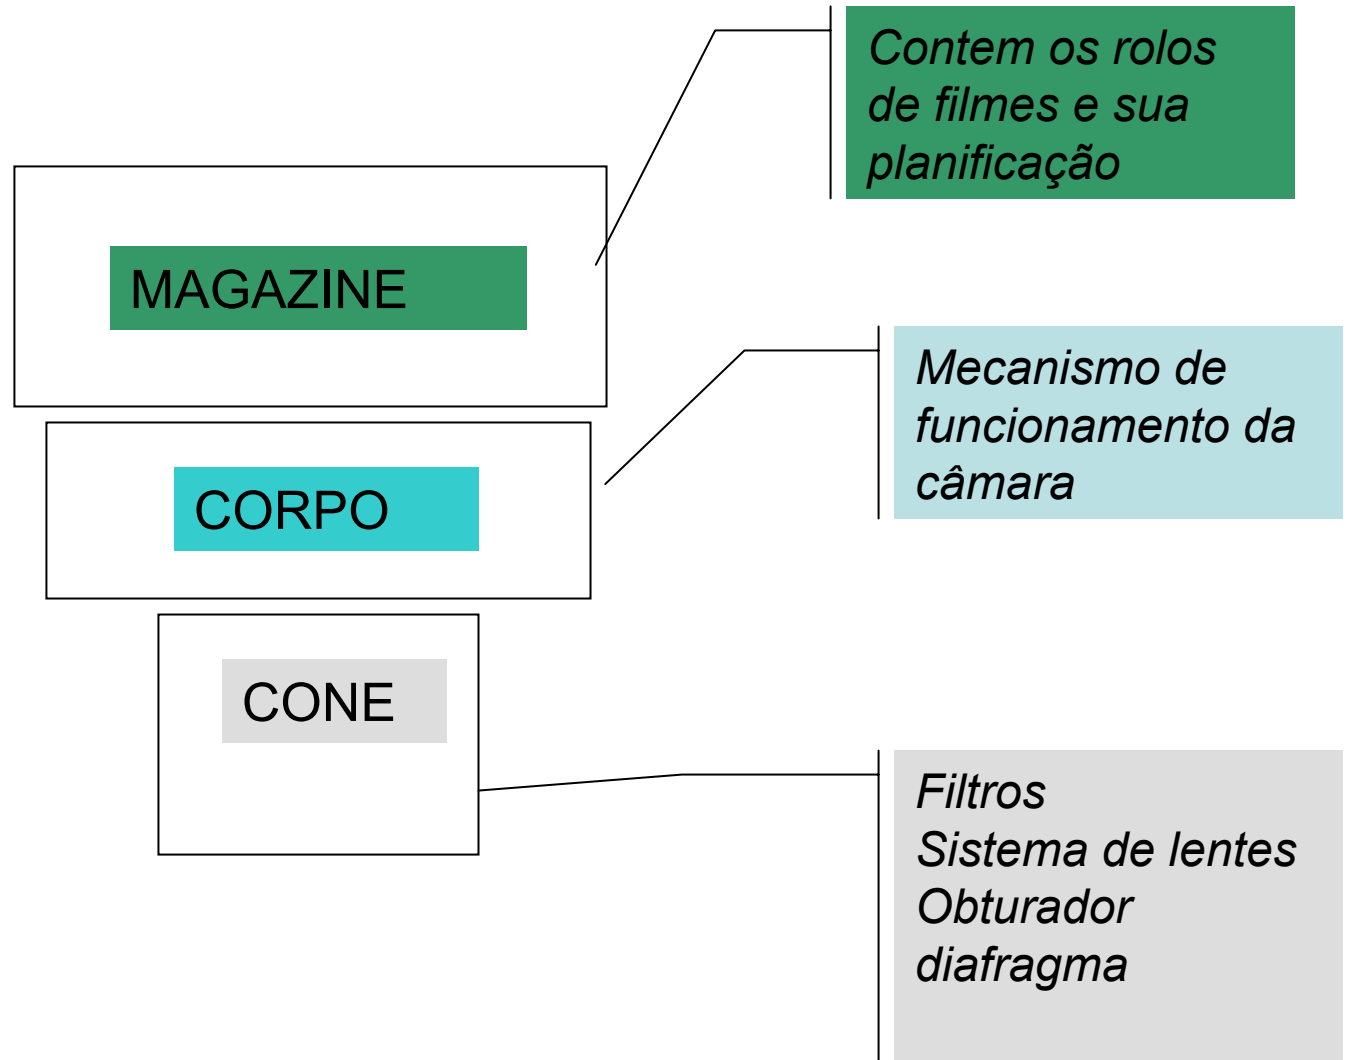 Contem os rolos
de filmes e sua
planificação
MAGAZINE
Mecanismo de
funcionamento da
câmara
CORPO
CONE
Filtros
Sistema de lentes
Obturador
diafragma